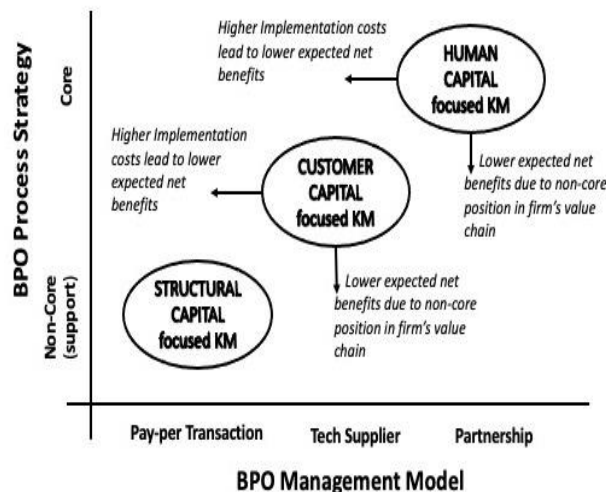 Higher Implementation costs
lead to lower expected net
benefits
HUMAN
CAPITAL
focused KM
Core
Higher Implementation
costs lead to lower
expected net
benefits
CUSTOMER
CAPITAL
focused KM
Lower expected net
benefits due to non-core
position in firm's value
chain
BPO Process Strategy
STRUCTURAL
CAPITAL
focused KM
Lower expected net
benefits due to non-core
position in firm's value
chain
Non-Core
(support)
Pay-per Transaction
Tech Supplier
Partnership
BPO Management Model